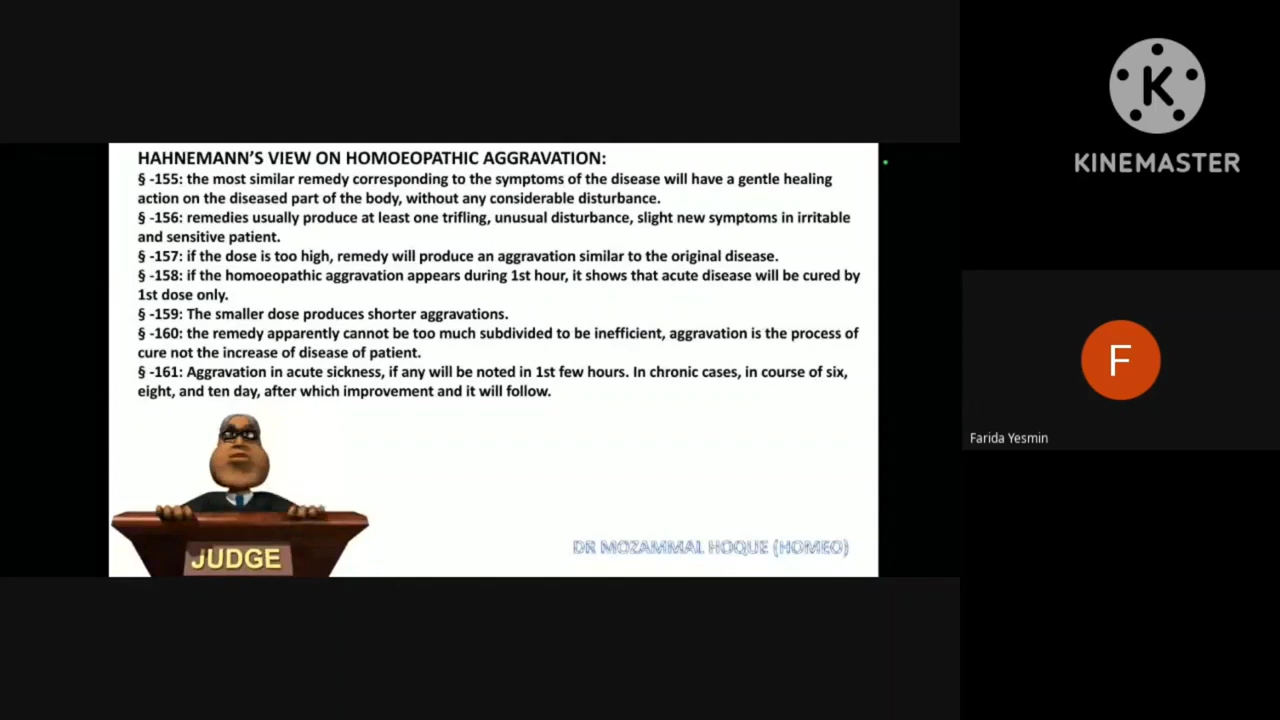 HAHNEMANN'S VIEW ON HOMOEOPATHIC AGGRAVATION:
§ -155: the most similar remedy corresponding to the symptoms of the disease will have a gentle healing
action on the diseased part of the body, without any considerable disturbance.
§ -156: remedies usually produce at least one trifling, unusual disturbance, slight new symptoms in irritable
and sensitive patient.
§ -157: if the dose is too high, remedy will produce an aggravation similar to the original disease.
§ -158: if the homoeopathic aggravation appears during 1st hour, it shows that acute disease will be cured by
1st dose only.
§ -159: The smaller dose produces shorter aggravations.
§ -160: the remedy apparently cannot be too much subdivided to be inefficient, aggravation is the process of
cure not the increase of disease of patient.
§ -161: Aggravation in acute sickness, if any will be noted in 1st few hours. In chronic cases, in course of six,
eight, and ten day, after which improvement and it will follow.
JUDGE
DR MOZAMMAL HOQUE (HOMEO)
K
KINEMASTER
F
Farida Yesmin